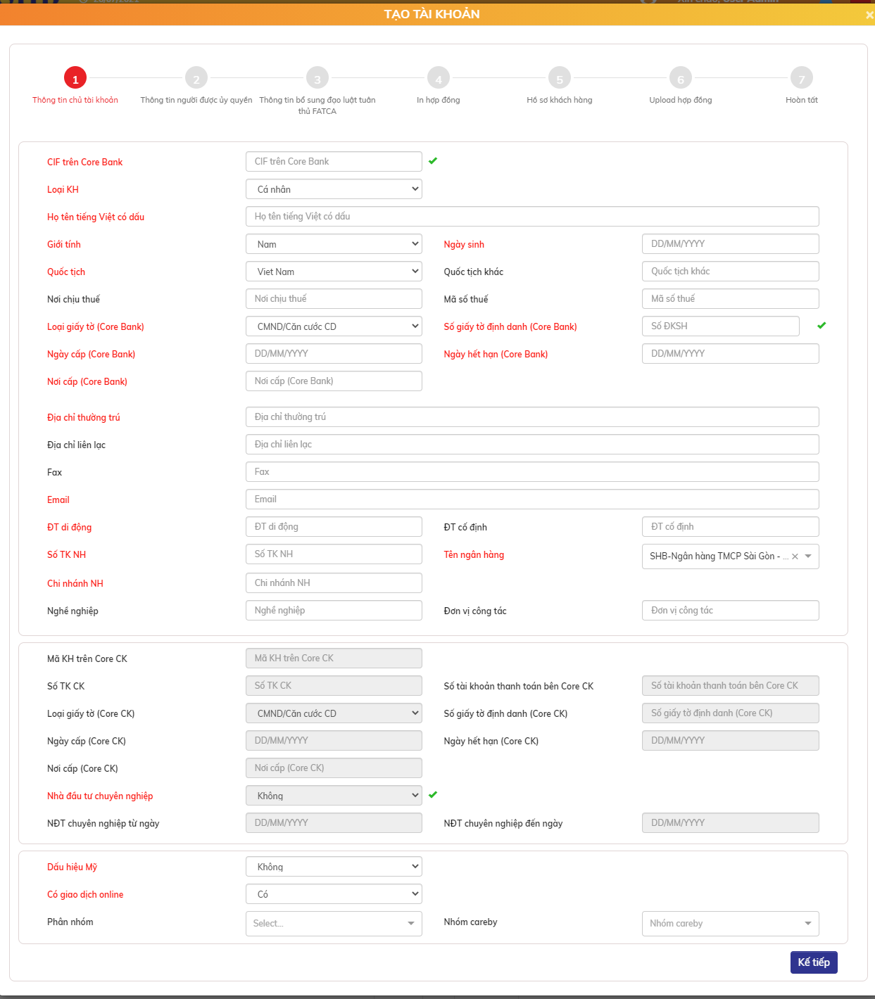 TẠO TÀI KHOẢN
×
1 2 3 4 5 6 7
Thông tin chủ tài khoản Thông tin người được ủy quyền Thông tin bổ sung đạo luật tuân thủ FATCA In hợp đồng Hồ sơ khách hàng Upload hợp đồng Hoàn tất
CIF trên Core Bank CIF trên Core Bank
Loại KH Cá nhân
Họ tên tiếng Việt có dấu Họ tên tiếng Việt có dấu
Giới tính Nam Ngày sinh DD/MM/YYYY
Quốc tịch Viet Nam Quốc tịch khác Quốc tịch khác
Nơi chịu thuế Nơi chịu thuế Mã số thuế Mã số thuế
Loại giấy tờ (Core Bank) CMND/Căn cước CD Số giấy tờ định danh (Core Bank) Số ĐKSH
Ngày cấp (Core Bank) DD/MM/YYYY Ngày hết hạn (Core Bank) DD/MM/YYYY
Nơi cấp (Core Bank) Nơi cấp (Core Bank)
Địa chỉ thường trú Địa chỉ thường trú
Địa chỉ liên lạc Địa chỉ liên lạc
Fax Fax
Email Email
ĐT di động ĐT di động ĐT cố định ĐT cố định
Số TK NH Số TK NH Tên ngân hàng SHB-Ngân hàng TMCP Sài Gòn - ... ×
Chi nhánh NH Chi nhánh NH
Nghề nghiệp Nghề nghiệp Đơn vị công tác Đơn vị công tác
Mã KH trên Core CK Mã KH trên Core CK
Số TK CK Số TK CK Số tài khoản thanh toán bên Core CK Số tài khoản thanh toán bên Core CK
Loại giấy tờ (Core CK) CMND/Căn cước CD Số giấy tờ định danh (Core CK) Số giấy tờ định danh (Core CK)
Ngày cấp (Core CK) DD/MM/YYYY Ngày hết hạn (Core CK) DD/MM/YYYY
Nơi cấp (Core CK) Nơi cấp (Core CK)
Nhà đầu tư chuyên nghiệp Không
NĐT chuyên nghiệp từ ngày DD/MM/YYYY NĐT chuyên nghiệp đến ngày DD/MM/YYYY
Dấu hiệu Mỹ Không
Có giao dịch online Có
Phân nhóm Select... Nhóm careby Nhóm careby
Kế tiếp